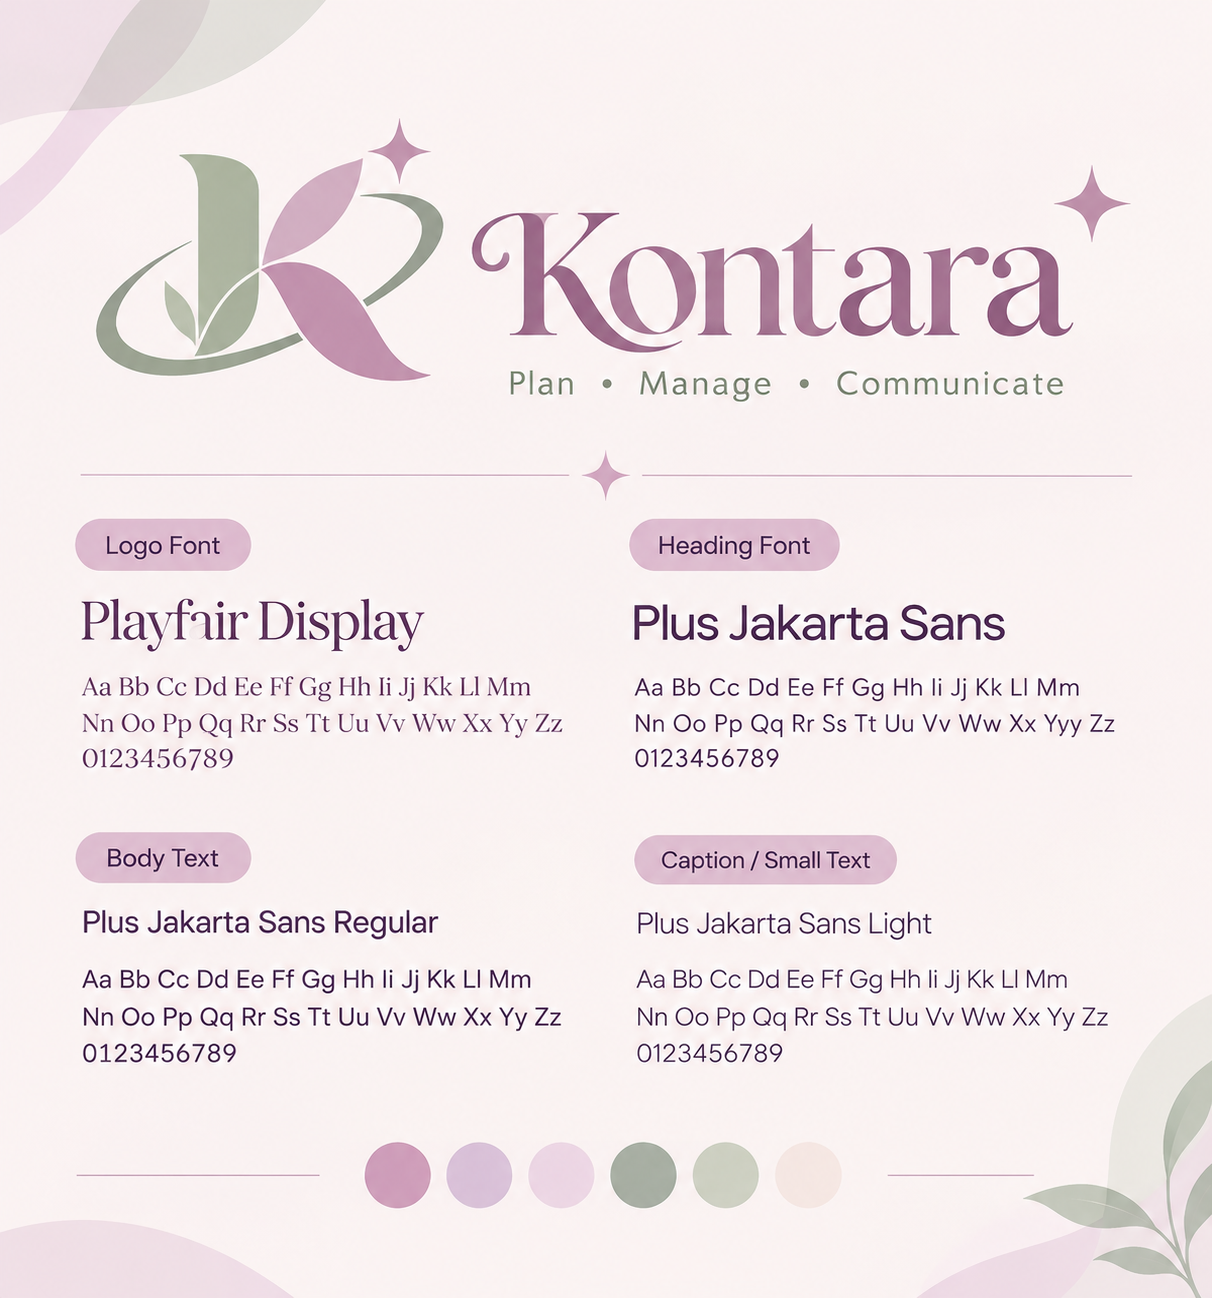 Kontara
Plan • Manage • Communicate
Logo Font
Playfair Display
Aa Bb Cc Dd Ee Ff Gg Hh Ii Jj Kk Ll Mm
Nn Oo Pp Qq Rr Ss Tt Uu Vv Ww Xx Yy Zz
0123456789
Heading Font
Plus Jakarta Sans
Aa Bb Cc Dd Ee Ff Gg Hh Ii Jj Kk Ll Mm
Nn Oo Pp Qq Rr Ss Tt Uu Vv Ww Xx Yyy Zz
0123456789
Body Text
Plus Jakarta Sans Regular
Aa Bb Cc Dd Ee Ff Gg Hh Ii Jj Kk Ll Mm
Nn Oo Pp Qq Rr Ss Tt Uu Vv Ww Xx Yy Zz
0123456789
Caption / Small Text
Plus Jakarta Sans Light
Aa Bb Cc Dd Ee Ff Gg Hh Ii Jj Kk Ll Mm
Nn Oo Pp Qq Rr Ss Tt Uu Vv Ww Xx Yy Zz
0123456789